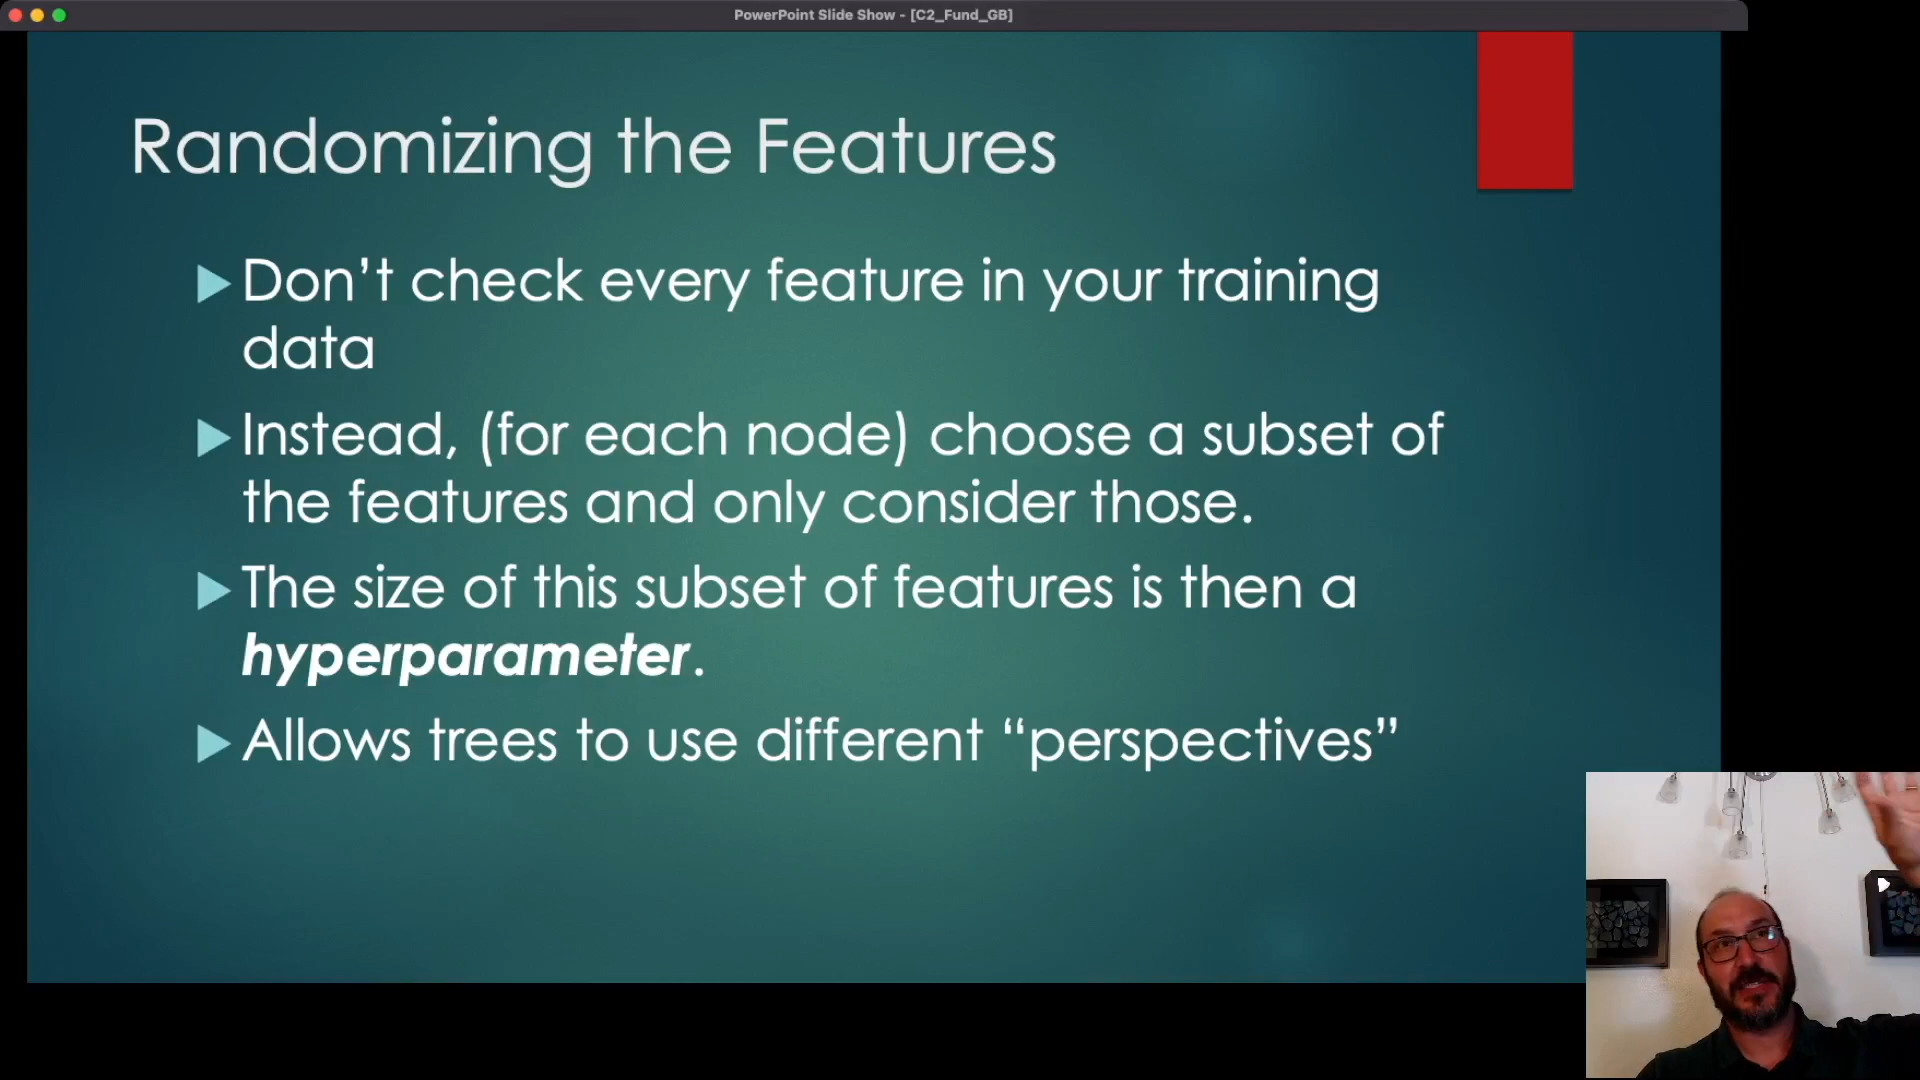 PowerPoint Slide Show - [C2_Fund_GB]
Randomizing the Features
Don’t check every feature in your training
data
Instead, (for each node) choose a subset of
the features and only consider those.
The size of this subset of features is then a
hyperparameter.
Allows trees to use different “perspectives”